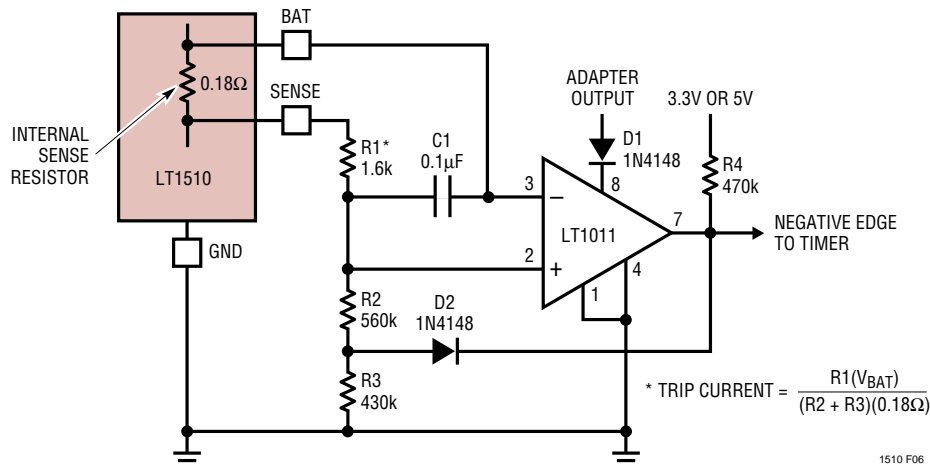 BAT
0.18Ω
SENSE
INTERNAL
SENSE
RESISTOR
LT1510
GND
R1*
1.6k
C1
0.1µF
ADAPTER
OUTPUT
3.3V OR 5V
D1
1N4148
R4
470k
3
8
–
LT1011
7
NEGATIVE EDGE
TO TIMER
2
+
4
1
R2
560k
D2
1N4148
R3
430k
* TRIP CURRENT = R1(VBAT)
(R2 + R3)(0.18Ω)
1510 F06